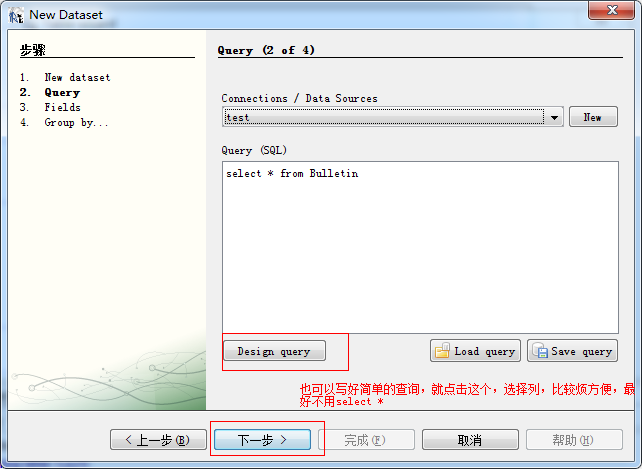 New Dataset
步骤
1. New dataset
2. Query
3. Fields
4. Group by...
Query (2 of 4)
Connections / Data Sources
test
New
Query (SQL)
select * from Bulletin
Design query
Load query
Save query
也可以写好简单的查询，就点击这个，选择列，比较烦方便，最
好不用select *
< 上一步(B)
下一步 >
完成(F)
取消
帮助(H)